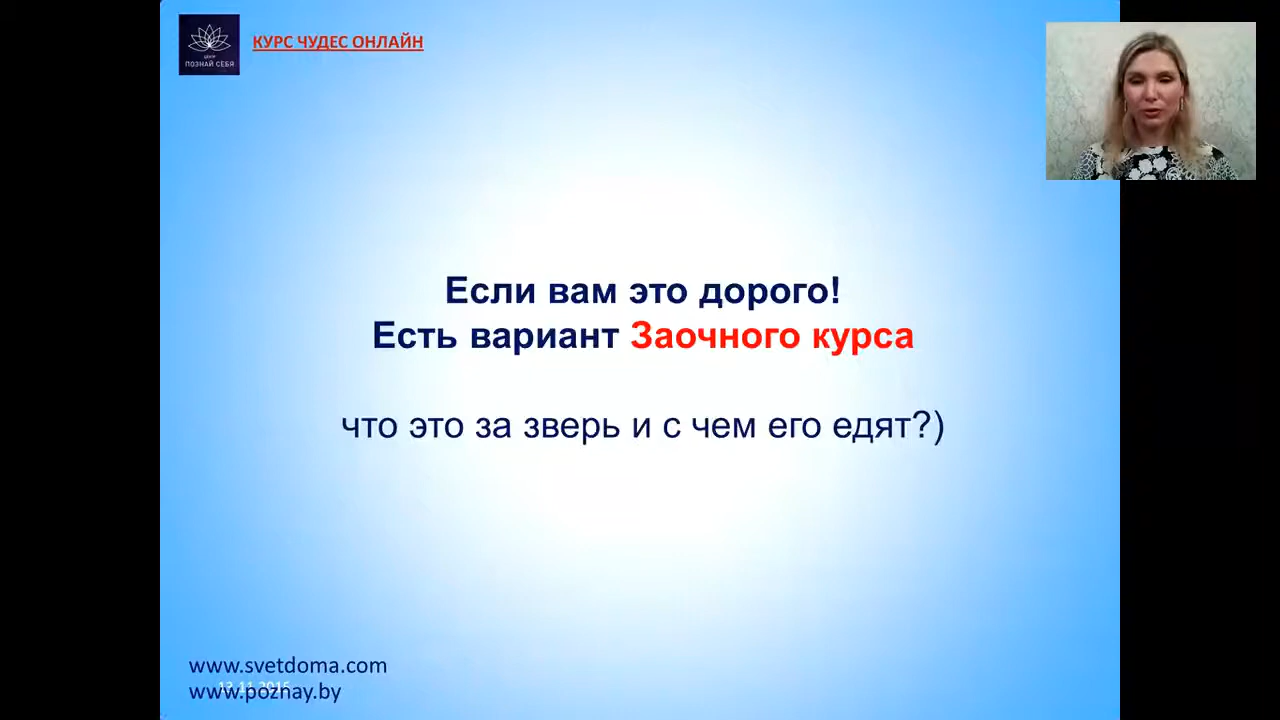 ЦЕНТР
ПОЗНАЙ СЕБЯ
КУРС ЧУДЕС ОНЛАЙН
Если вам это дорого!
Есть вариант Заочного курса
что это за зверь и с чем его едят?)
www.svetdoma.com
www.poznay.by